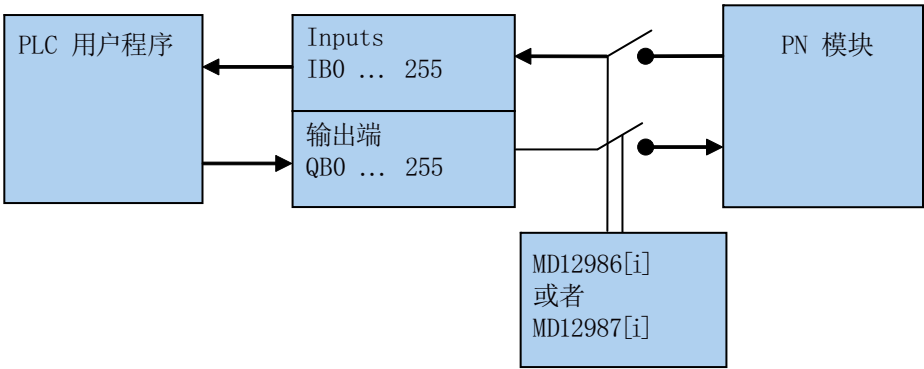 PLC 用户程序
Inputs
IB0 ... 255
输出端
QB0 ... 255
PN 模块
MD12986[i]
或者
MD12987[i]